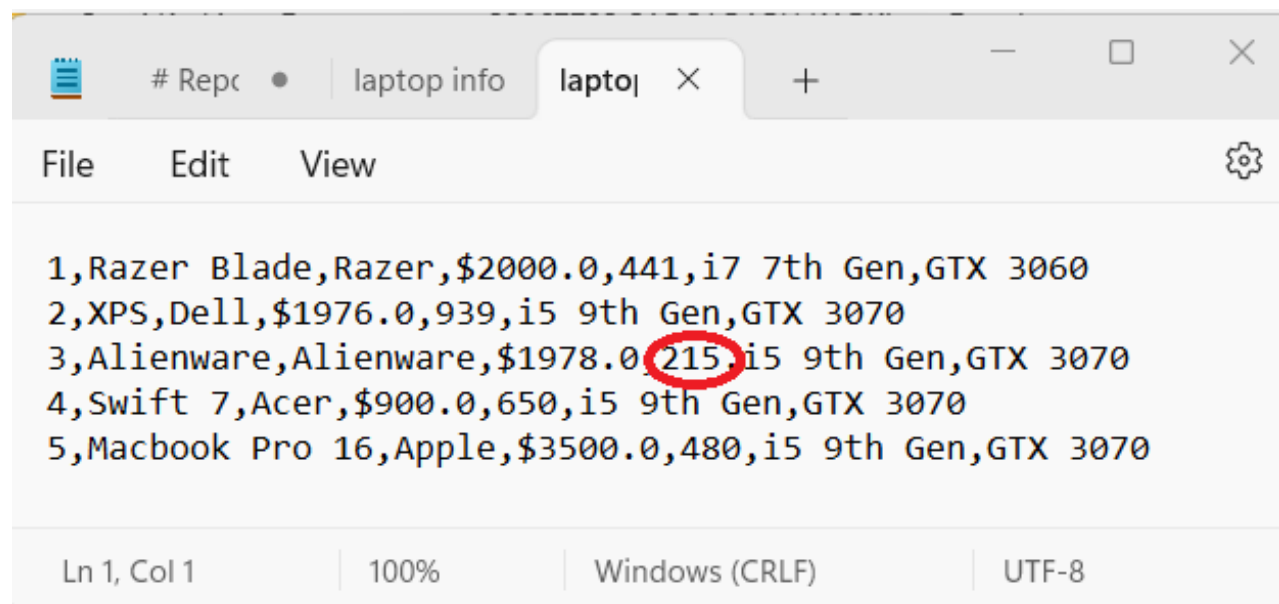 # Repo
laptop info
laptop
File Edit View
1,Razer Blade,Razer,$2000.0,441,i7 7th Gen,GTX 3060
2,XPS,Dell,$1976.0,939,i5 9th Gen,GTX 3070
3,Alienware,Alienware,$1978.0,215,i5 9th Gen,GTX 3070
4,Swift 7,Acer,$900.0,650,i5 9th Gen,GTX 3070
5,Macbook Pro 16,Apple,$3500.0,480,i5 9th Gen,GTX 3070
Ln 1, Col 1 100% Windows (CRLF) UTF-8